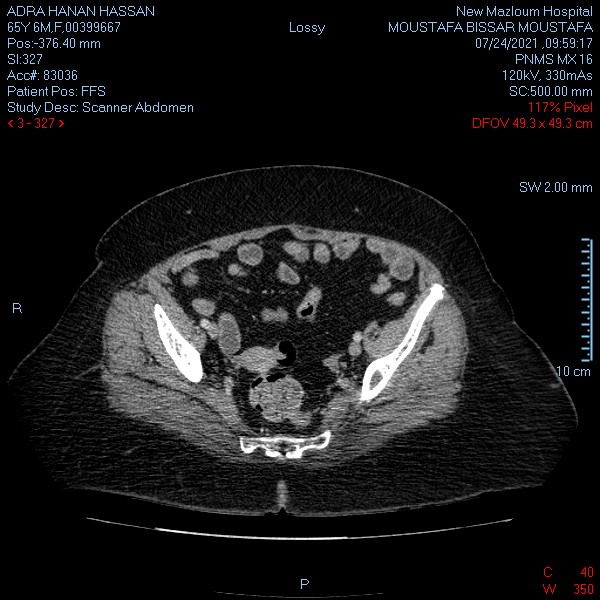 ADRA HANAN HASSAN
65Y 6M,F,00399667
Pos:-376.40 mm
SI:327
Acc#: 83036
Patient Pos: FFS
Study Desc: Scanner Abdomen
< 3 - 327 >
Lossy
New Mazloum Hospital
MOUSTAFA BISSAR MOUSTAFA
07/24/2021 ,09:59:17
PNMS MX 16
120kV, 330mAs
SC:500.00 mm
117% Pixel
DFOV 49.3 x 49.3 cm
SW 2.00 mm
R
10 cm
P
C 40
W 350